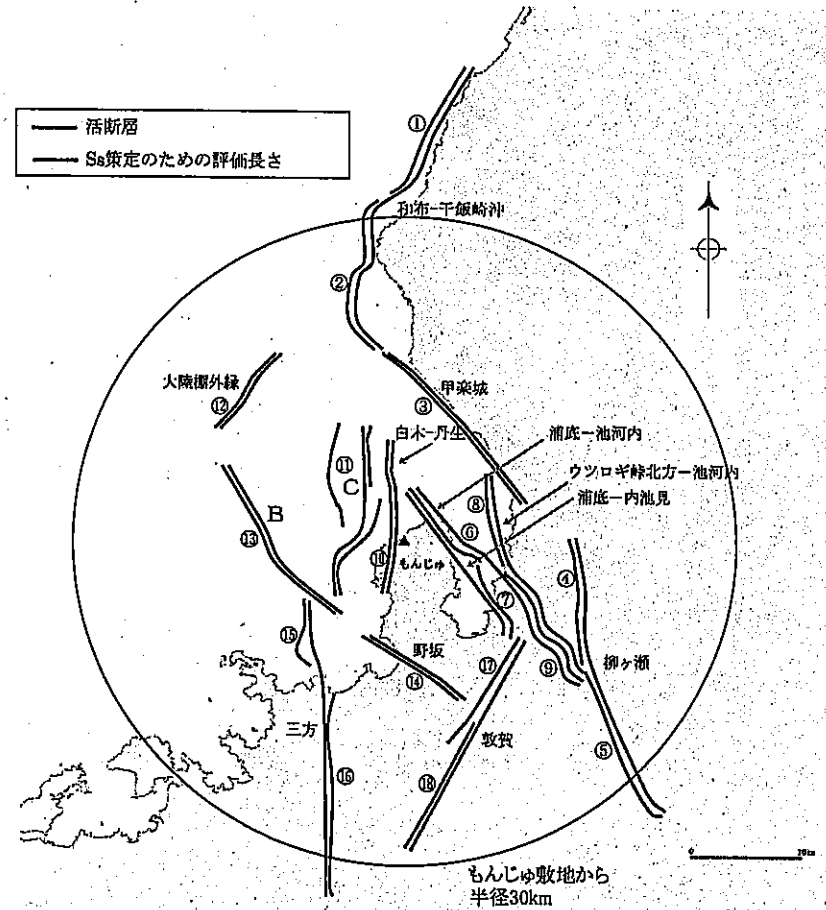 活断層
Ss策定のための評価長さ
①
和布－干飯崎沖
②
大陸棚外縁
⑫
甲楽城
③
白木－丹生
浦底－池河内
ウツロギ峠北方－池河内
浦底－内池見
⑪
C
B
⑬
⑧
⑥
⑩
もんじゅ
④
⑦
⑮
野坂
⑭
⑰
⑨
柳ヶ瀬
三方
敦賀
⑤
⑯
⑱
0
もんじゅ敷地から
半径30km